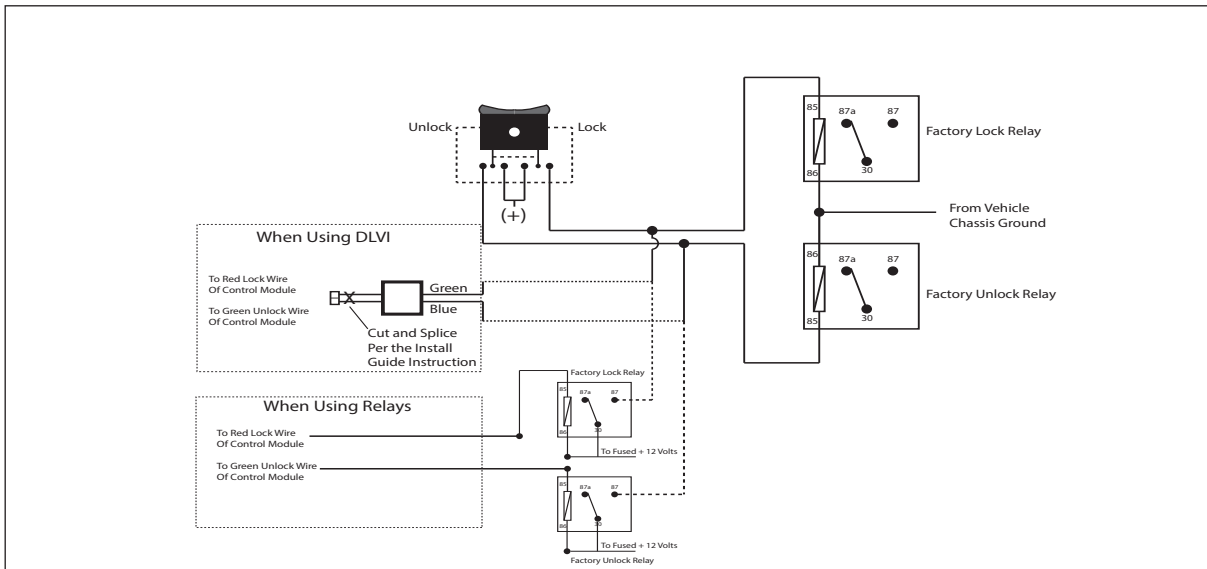 Unlock
Lock
(+)
85
87a
87
86
30
Factory Lock Relay
From Vehicle
Chassis Ground
86
87a
87
85
30
Factory Unlock Relay
When Using DLVI
To Red Lock Wire
Of Control Module
To Green Unlock Wire
Of Control Module
Green
Blue
Cut and Splice
Per the Install
Guide Instruction
When Using Relays
To Red Lock Wire
Of Control Module
To Green Unlock Wire
Of Control Module
Factory Lock Relay
85
87a
87
86
30
To Fused + 12 Volts
85
87a
87
86
30
To Fused + 12 Volts
Factory Unlock Relay